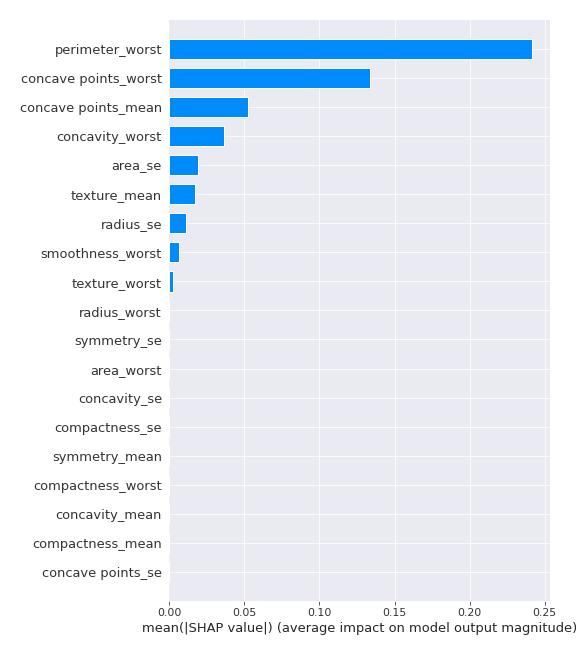 perimeter_worst
concave points_worst
concave points_mean
concavity_worst
area_se
texture_mean
radius_se
smoothness_worst
texture_worst
radius_worst
symmetry_se
area_worst
concavity_se
compactness_se
symmetry_mean
compactness_worst
concavity_mean
compactness_mean
concave points_se
0.00 0.05 0.10 0.15 0.20 0.25
mean(|SHAP value|) (average impact on model output magnitude)